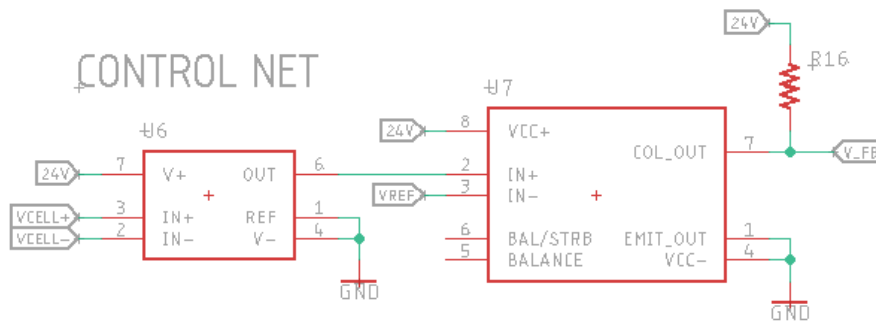 24V
R16
CONTROL NET
U7
U6
24V
8
VCC+
COL_OUT
7
V_FB
24V
7
V+
OUT
6
2
IN+
VREF
3
IN-
VCELL+
3
IN+
REF
1
VCELL-
2
IN-
V-
4
6
BAL/STRB
EMIT_OUT
1
5
BALANCE
VCC-
4
GND
GND